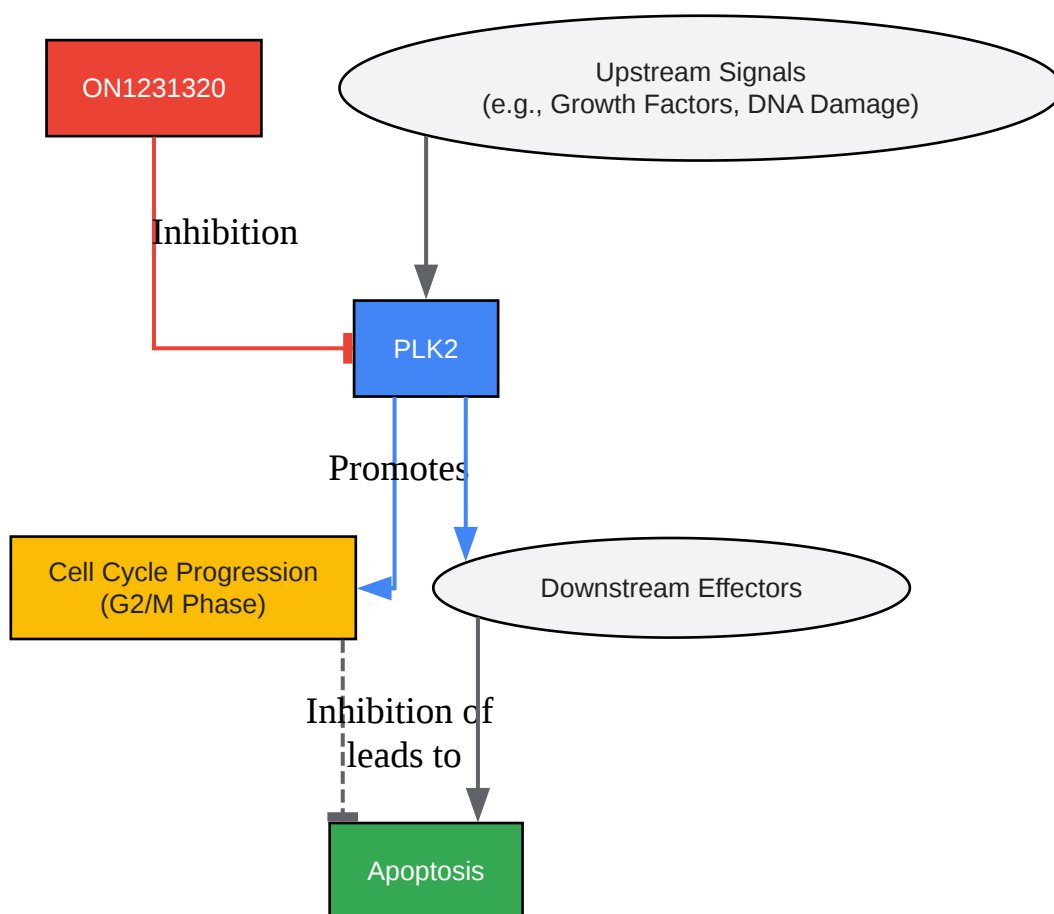 ON1231320
Upstream Signals
(e.g., Growth Factors, DNA Damage)
Inhibition
PLK2
Promotes
Cell Cycle Progression
(G2/M Phase)
Downstream Effectors
Inhibition of
leads to
Apoptosis